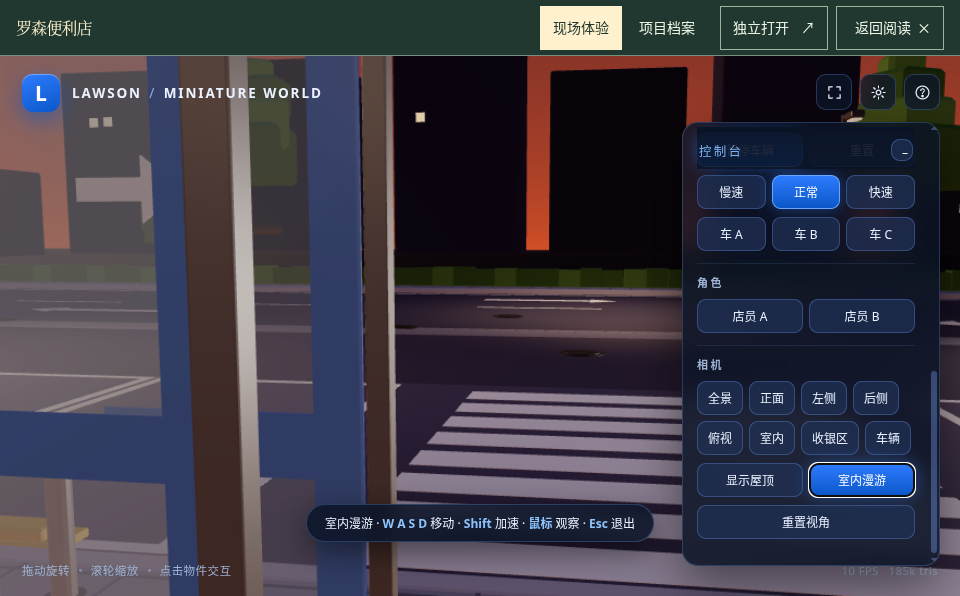 罗森便利店
现场体验
项目档案
独立打开 ↗
返回阅读 ×
L LAWSON / MINIATURE WORLD
控制台
重置
慢速 正常 快速
车 A 车 B 车 C
角色
店员 A 店员 B
相机
全景 正面 左侧 后侧
俯视 室内 收银区 车辆
显示屋顶 室内漫游
重置视角
室内漫游 · W A S D 移动 · Shift 加速 · 鼠标 观察 · Esc 退出
拖动旋转 • 滚轮缩放 • 点击物件交互
10 FPS 185k tris